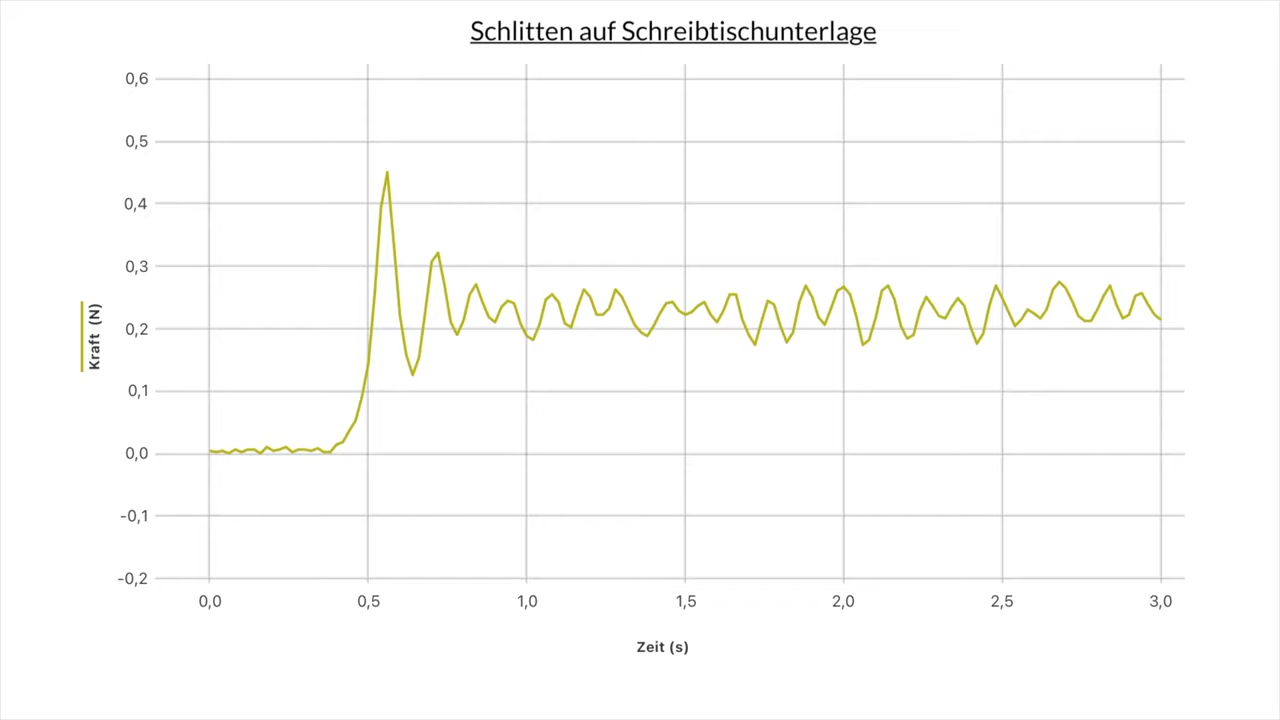 Schlitten auf Schreibtischunterlage
0,6
0,5
0,4
0,3
0,2
0,1
0,0
-0,1
-0,2
Kraft (N)
0,0 0,5 1,0 1,5 2,0 2,5 3,0
Zeit (s)